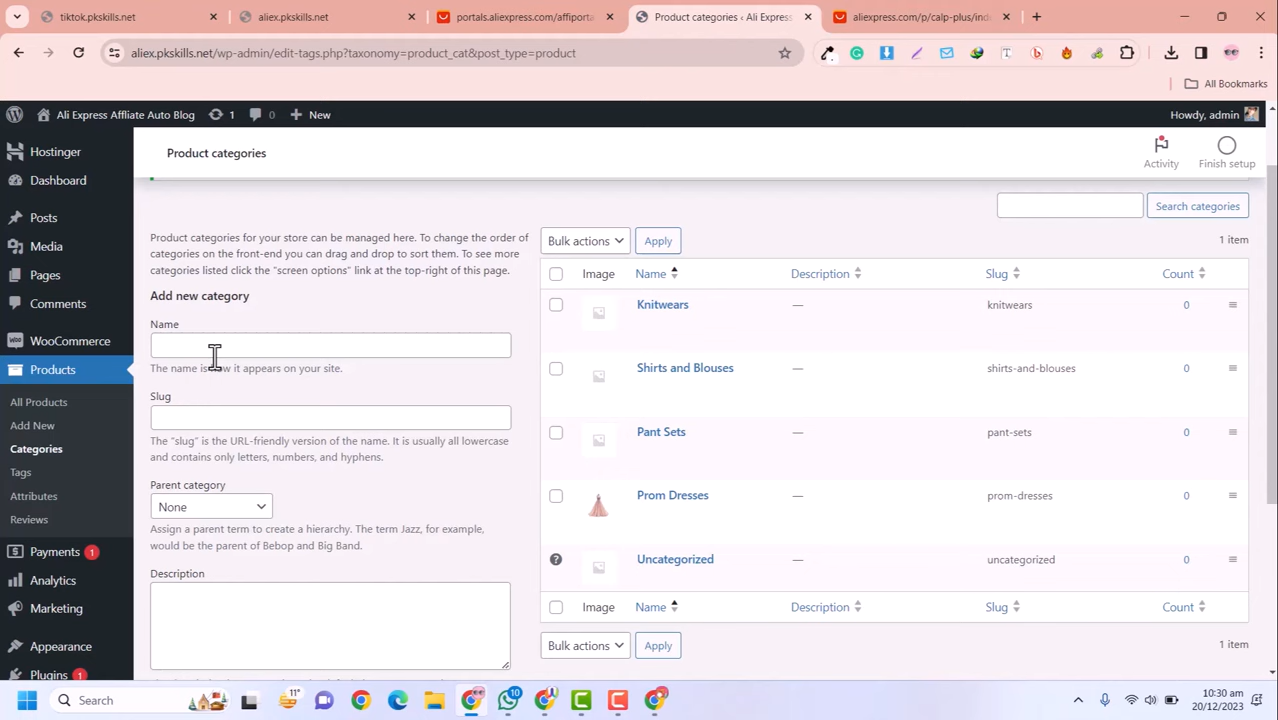 tiktok.pkskills.net
aliex.pkskills.net
portals.aliexpress.com/affipor
Product categories ‹ Ali Expres
aliexpress.com/p/calp-plus/ind
aliex.pkskills.net/wp-admin/edit-tags.php?taxonomy=product_cat&post_type=product
All Bookmarks
Ali Express Affliate Auto Blog
1
0
New
Howdy, admin
Hostinger
Dashboard
Posts
Media
Pages
Comments
WooCommerce
Products
All Products
Add New
Categories
Tags
Attributes
Reviews
Payments 1
Analytics
Marketing
Appearance
Plugins 1
Product categories
Activity
Finish setup
Search categories
Product categories for your store can be managed here. To change the order of
categories on the front-end you can drag and drop to sort them. To see more
categories listed click the "screen options" link at the top-right of this page.
Add new category
Name
The name is how it appears on your site.
Slug
The "slug" is the URL-friendly version of the name. It is usually all lowercase
and contains only letters, numbers, and hyphens.
Parent category
None
Assign a parent term to create a hierarchy. The term Jazz, for example,
would be the parent of Bebop and Big Band.
Description
Bulk actions
Apply
1 item
Image Name Description Slug Count
Knitwears — knitwears 0
Shirts and Blouses — shirts-and-blouses 0
Pant Sets — pant-sets 0
Prom Dresses — prom-dresses 0
Uncategorized — uncategorized 0
Image Name Description Slug Count
Bulk actions
Apply
1 item
Search
11°
10
10:30 am
20/12/2023